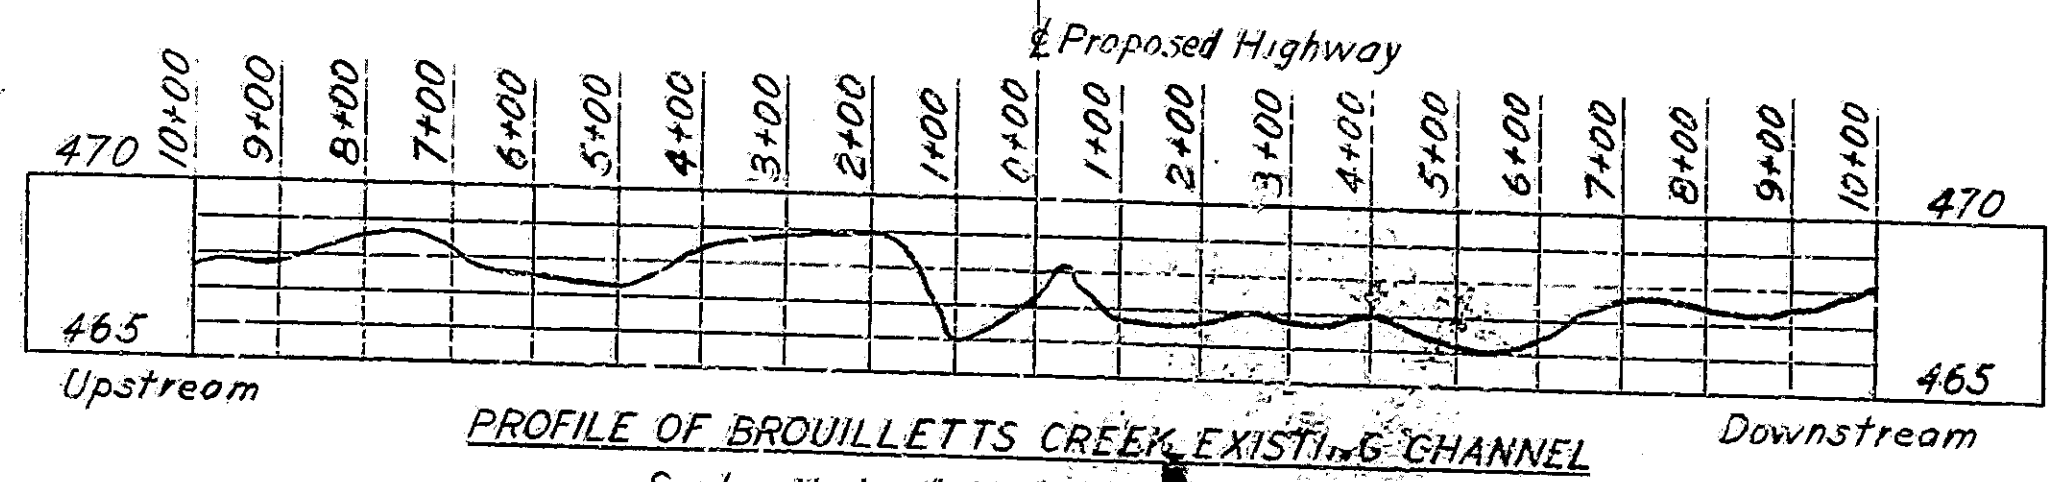 ℄ Proposed Highway
10+00 9+00 8+00 7+00 6+00 5+00 4+00 3+00 2+00 1+00 0+00 1+00 2+00 3+00 4+00 5+00 6+00 7+00 8+00 9+00 10+00
470 470
465 465
Upstream Downstream
PROFILE OF BROUILLETTS CREEK EXISTING CHANNEL